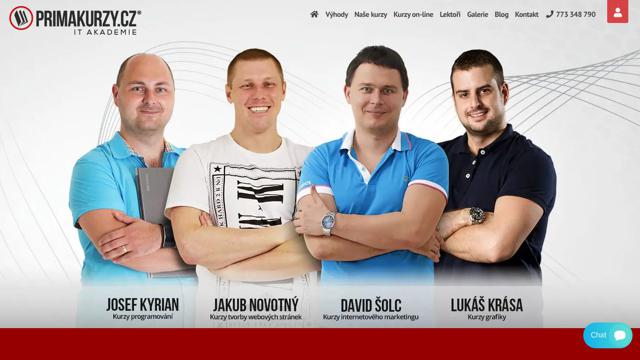 PRIMAKURZY.CZ®
IT AKADEMIE
Výhody Naše kurzy Kurzy on-line Lektoři Galerie Blog Kontakt 773 348 790
JOSEF KYRIAN
Kurzy programování
JAKUB NOVOTNÝ
Kurzy tvorby webových stránek
DAVID ŠOLC
Kurzy internetového marketingu
LUKÁŠ KRÁSA
Kurzy grafiky
Chat